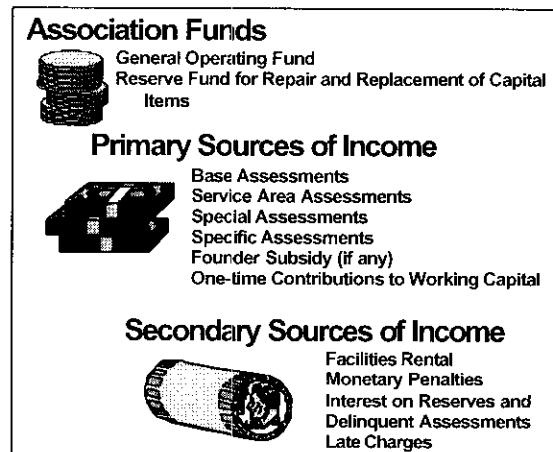 Association Funds
General Operating Fund
Reserve Fund for Repair and Replacement of Capital
Items
Primary Sources of Income
Base Assessments
Service Area Assessments
Special Assessments
Specific Assessments
Founder Subsidy (if any)
One-time Contributions to Working Capital
Secondary Sources of Income
Facilities Rental
Monetary Penalties
Interest on Reserves and
Delinquent Assessments
Late Charges